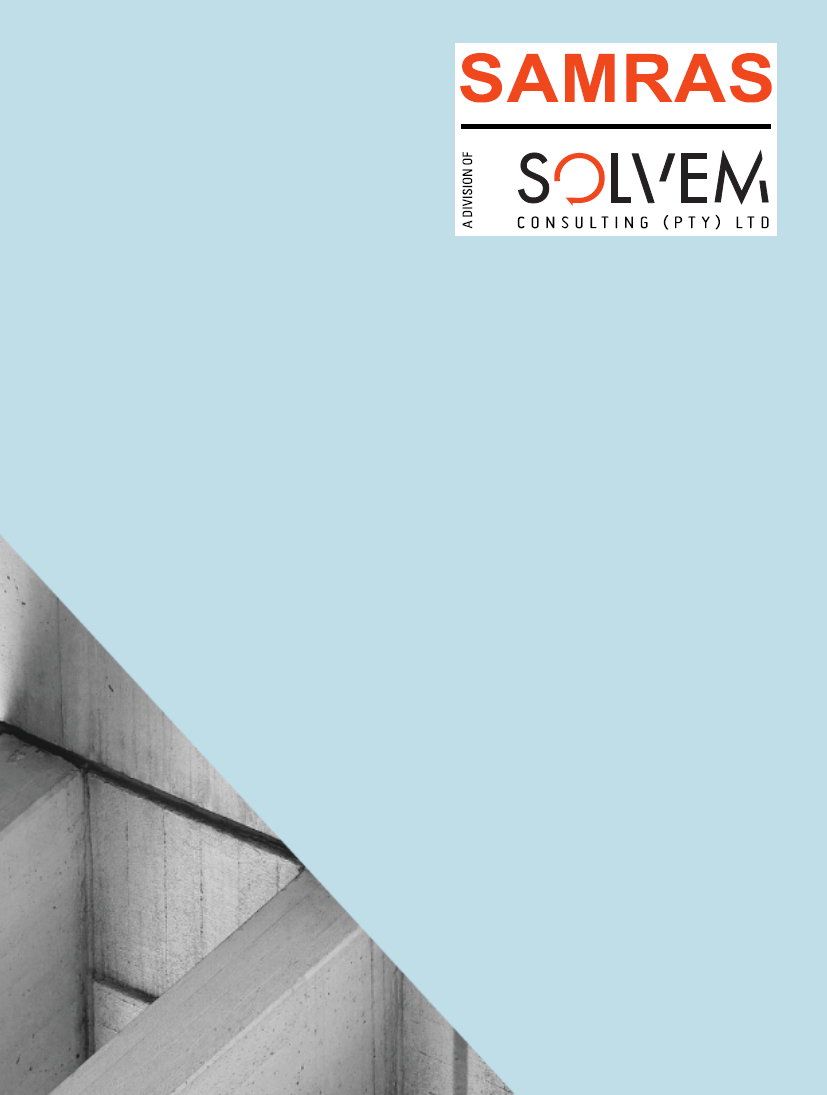 SAMRAS
A DIVISION OF
SOLVEM
CONSULTING (PTY) LTD